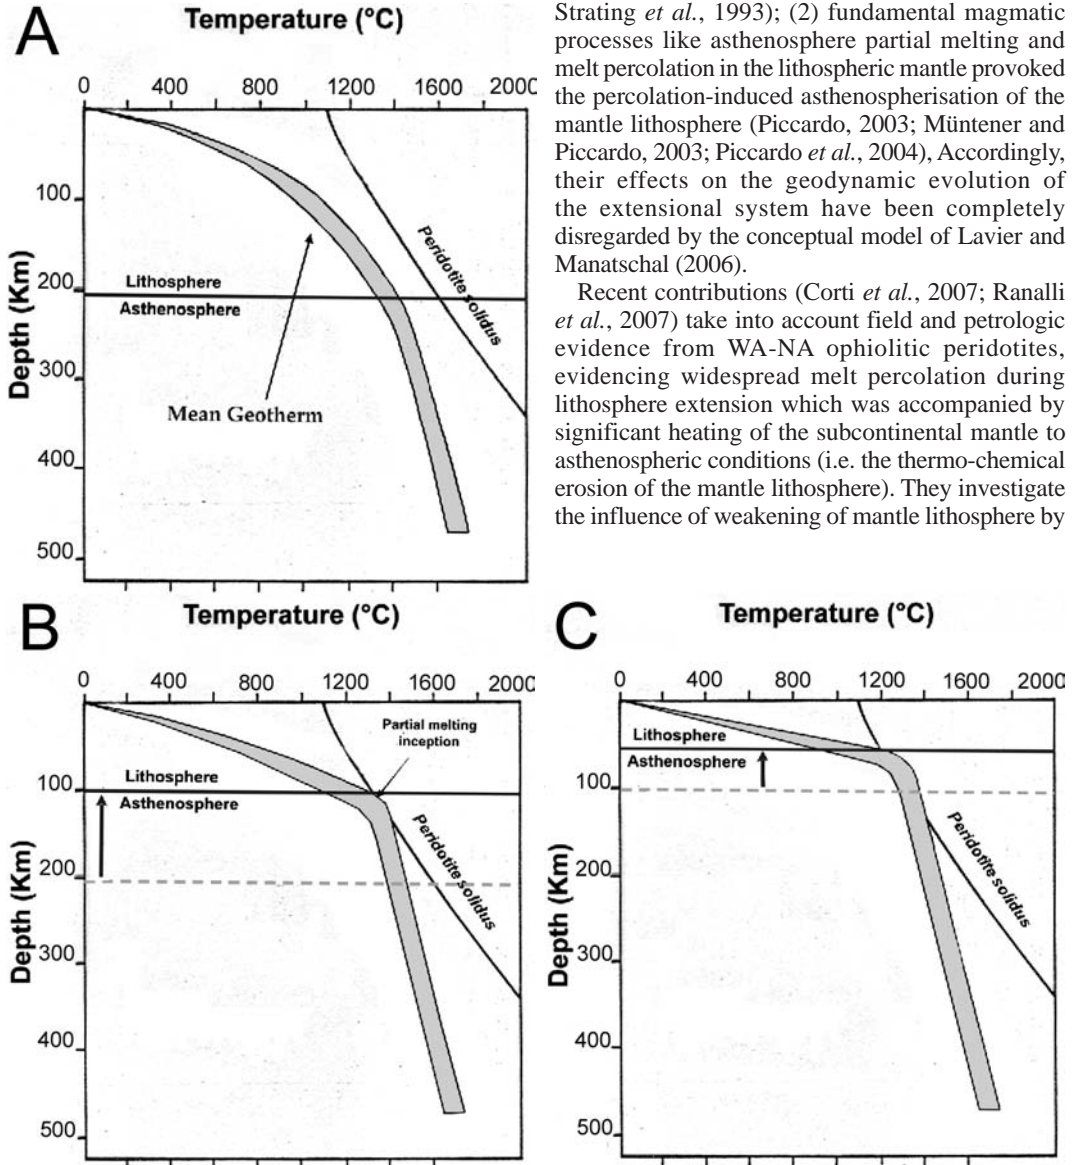 A
Temperature (°C)
0 400 800 1200 1600 2000
100
200
300
400
500
Depth (Km)
Lithosphere
Asthenosphere
Peridotite solidus
Mean Geotherm
Strating et al., 1993); (2) fundamental magmatic
processes like asthenosphere partial melting and
melt percolation in the lithospheric mantle provoked
the percolation-induced asthenospherisation of the
mantle lithosphere (Piccardo, 2003; Müntener and
Piccardo, 2003; Piccardo et al., 2004), Accordingly,
their effects on the geodynamic evolution of
the extensional system have been completely
disregarded by the conceptual model of Lavier and
Manatschal (2006).
Recent contributions (Corti et al., 2007; Ranalli
et al., 2007) take into account field and petrologic
evidence from WA-NA ophiolitic peridotites,
evidencing widespread melt percolation during
lithosphere extension which was accompanied by
significant heating of the subcontinental mantle to
asthenospheric conditions (i.e. the thermo-chemical
erosion of the mantle lithosphere). They investigate
the influence of weakening of mantle lithosphere by
B
Temperature (°C)
0 400 800 1200 1600 2000
Partial melting
inception
100
200
300
400
500
Depth (Km)
Lithosphere
Asthenosphere
Peridotite solidus
C
Temperature (°C)
0 400 800 1200 1600 2000
Lithosphere
Asthenosphere
100
200
300
400
500
Depth (Km)
Peridotite solidus